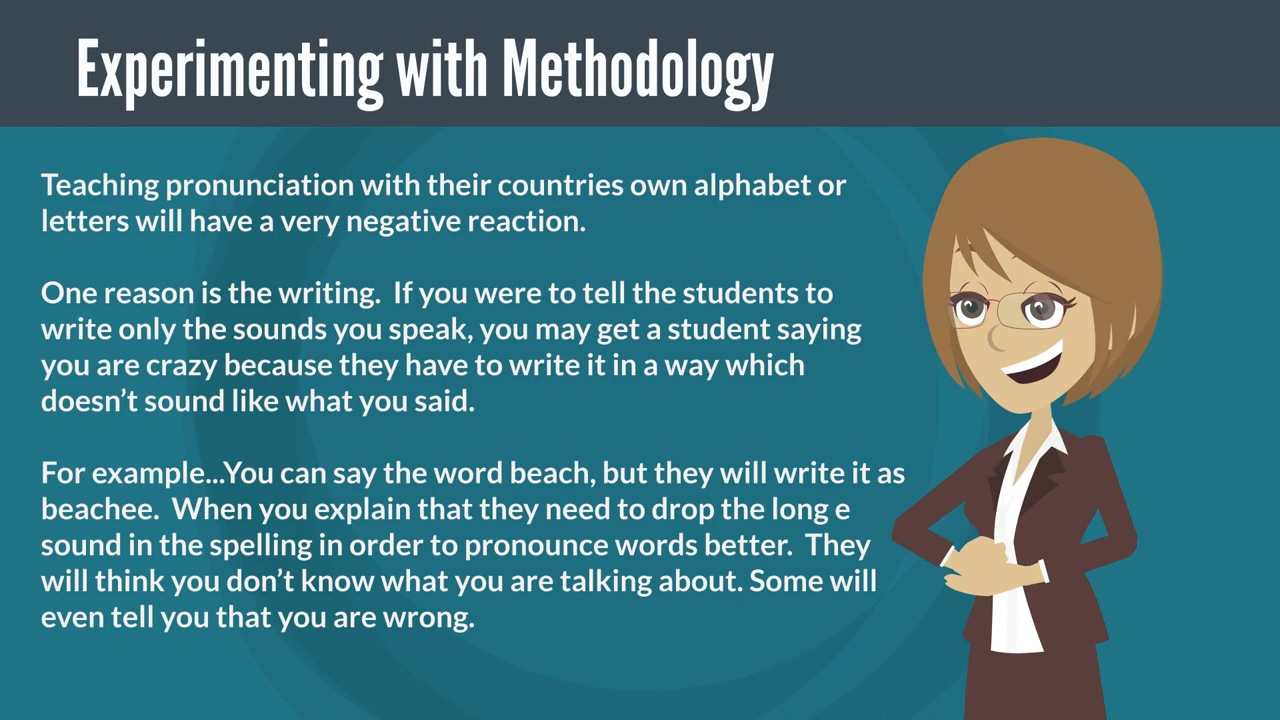 Experimenting with Methodology
Teaching pronunciation with their countries own alphabet or
letters will have a very negative reaction.
One reason is the writing.  If you were to tell the students to
write only the sounds you speak, you may get a student saying
you are crazy because they have to write it in a way which
doesn’t sound like what you said.
For example...You can say the word beach, but they will write it as
beachee.  When you explain that they need to drop the long e
sound in the spelling in order to pronounce words better.  They
will think you don’t know what you are talking about. Some will
even tell you that you are wrong.